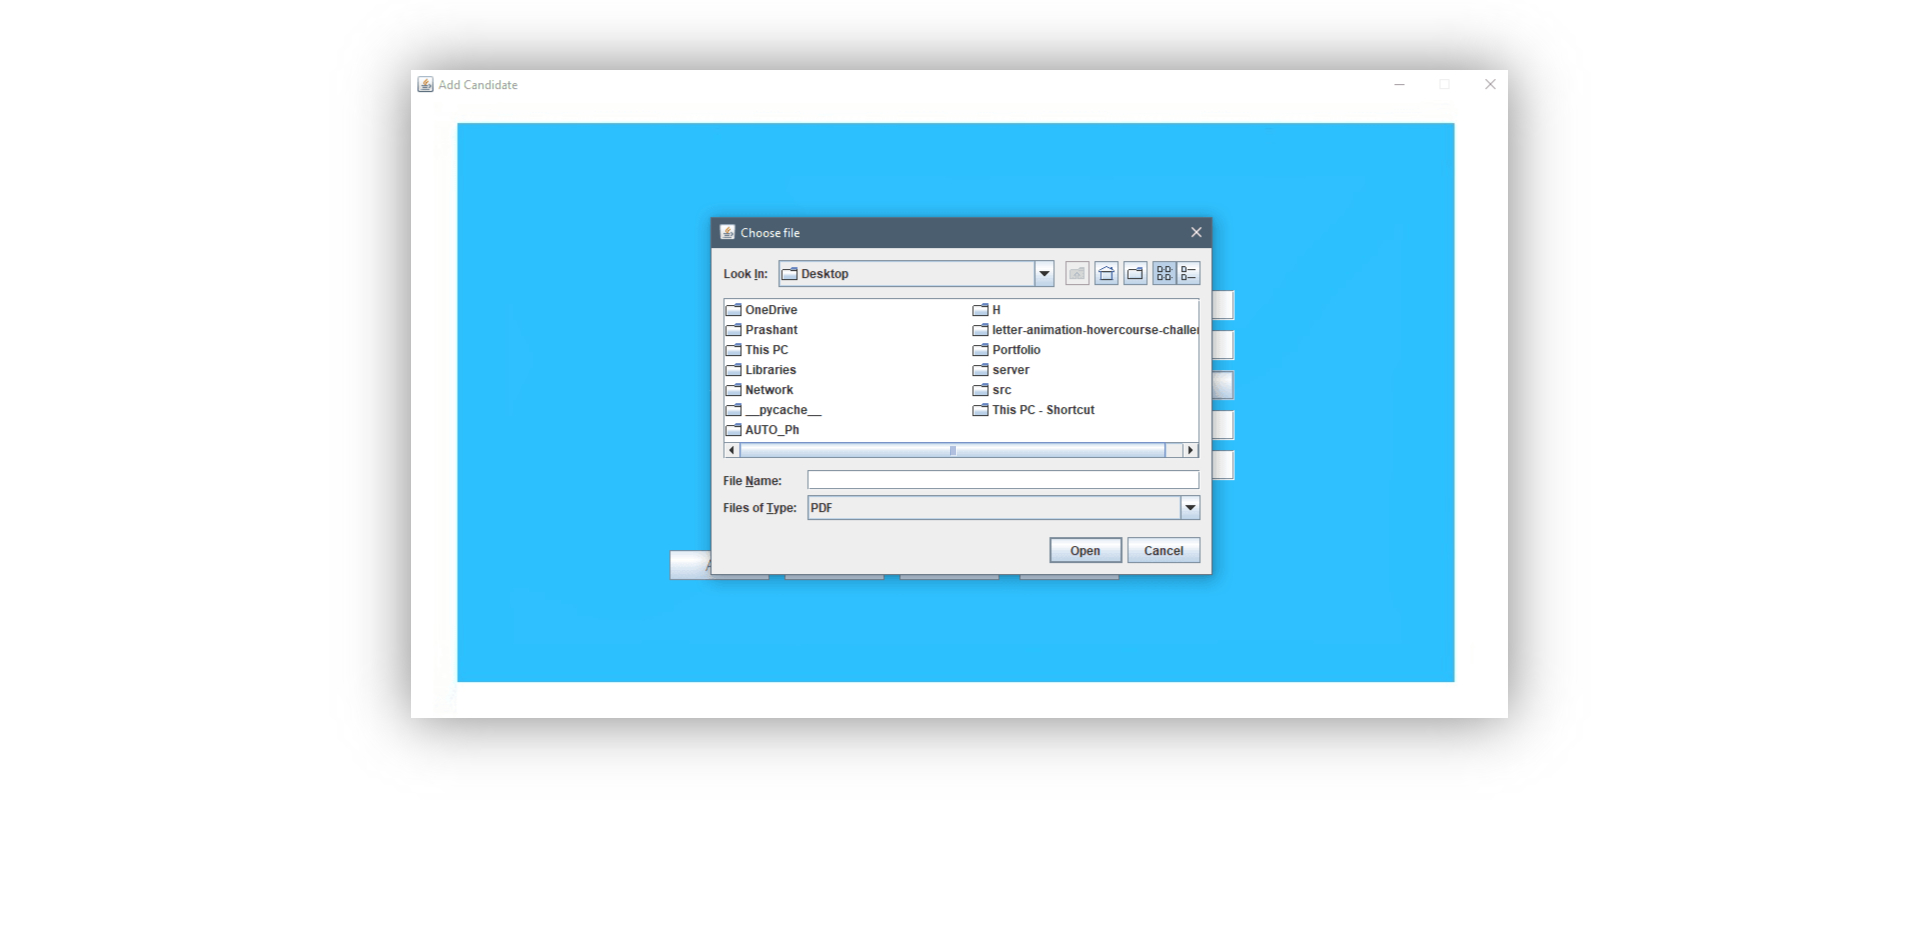 Add Candidate
Choose file
Look In: Desktop
OneDrive
Prashant
This PC
Libraries
Network
__pycache__
AUTO_Ph
H
letter-animation-hovercourse-challe
Portfolio
server
src
This PC - Shortcut
File Name:
Files of Type: PDF
Open Cancel